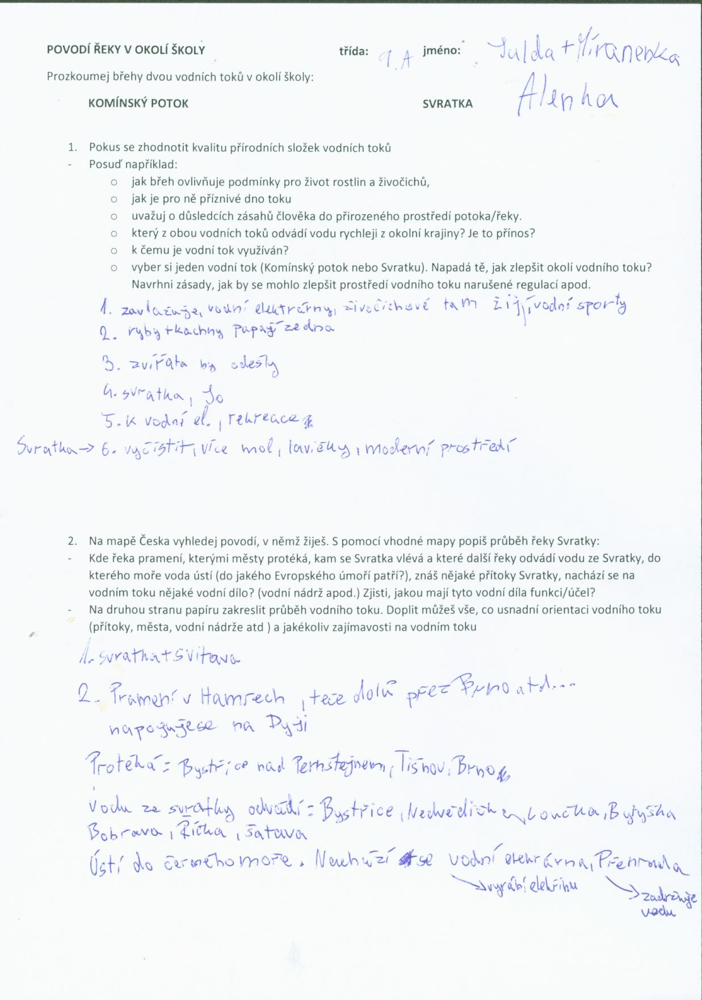 POVODÍ ŘEKY V OKOLÍ ŠKOLY třída: 9.A jméno: Julda + Míranenka
Alenka
Prozkoumej břehy dvou vodních toků v okolí školy:
KOMÍNSKÝ POTOK SVRATKA
1. Pokus se zhodnotit kvalitu přírodních složek vodních toků
- Posuď například:
○ jak břeh ovlivňuje podmínky pro život rostlin a živočichů,
○ jak je pro ně příznivé dno toku
○ uvažuj o důsledcích zásahů člověka do přirozeného prostředí potoka/řeky.
○ který z obou vodních toků odvádí vodu rychleji z okolní krajiny? Je to přínos?
○ k čemu je vodní tok využíván?
○ vyber si jeden vodní tok (Komínský potok nebo Svratku). Napadá tě, jak zlepšit okolí vodního toku?
Navrhni zásady, jak by se mohlo zlepšit prostředí vodního toku narušené regulací apod.
1. zavlažuje, vodní elektrárny, živočichové tam žijí, vodní sporty
2. ryby + kachny papají ze dna
3. zvířata by odešly
4. svratka, Jo
5. K vodní el., rekreace
Svratka → 6. vyčistit, více mol, lavičky, moderní prostředí
2. Na mapě Česka vyhledej povodí, v němž žiješ. S pomocí vhodné mapy popiš průběh řeky Svratky:
- Kde řeka pramení, kterými městy protéká, kam se Svratka vlévá a které další řeky odvádí vodu ze Svratky, do
kterého moře voda ústí (do jakého Evropského úmoří patří?), znáš nějaké přítoky Svratky, nachází se na
vodním toku nějaké vodní dílo? (vodní nádrž apod.) Zjisti, jakou mají tyto vodní díla funkci/účel?
- Na druhou stranu papíru zakreslit průběh vodního toku. Doplit můžeš vše, co usnadní orientaci vodního toku
(přítoky, města, vodní nádrže atd ) a jakékoliv zajímavosti na vodním toku
1. svratka + svitava
2. Pramení v Hamrech, teče dolů přez Brno atd...
napojuje se na Dyji
Protéká = Bystřice nad Pernštejnem, Tišnov, Brno
Vodu ze svratky odvádí = Bystřice, Loučka, Bytyška
Bobrava, Říčka, šatava
Ústí do černého moře. Nachází se vodní elekrárna, Přehrada
→ vyrábí elektřinu
→ zadržuje
vodu